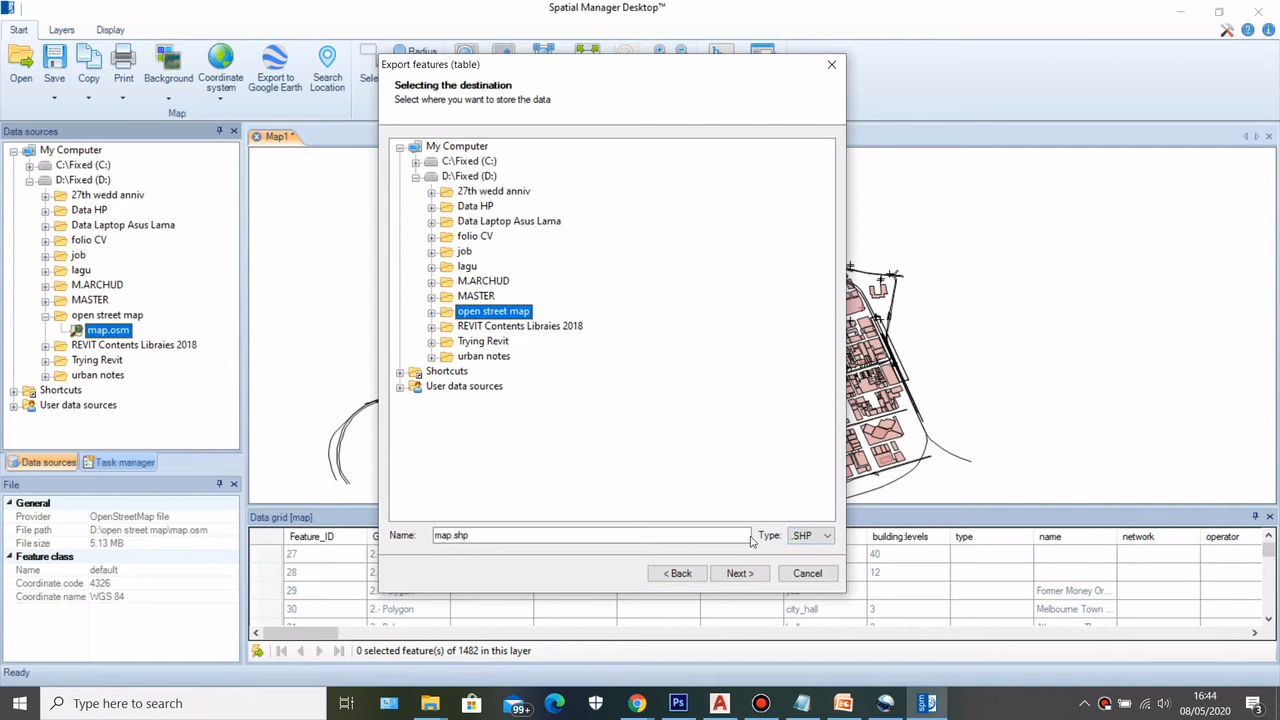 Spatial Manager Desktop™
Start
Layers
Display
Open
Save
Copy
Print
Background
Coordinate
system
Export to
Google Earth
Search
Location
Radius
Map
Export features (table)
Selecting the destination
Select where you want to store the data
Data sources
My Computer
C:\Fixed (C:)
D:\Fixed (D:)
27th wedd anniv
Data HP
Data Laptop Asus Lama
folio CV
job
lagu
M.ARCHUD
MASTER
open street map
map.osm
REVIT Contents Libraies 2018
Trying Revit
urban notes
Shortcuts
User data sources
Data sources
Task manager
File
General
Provider OpenStreetMap file
File path D:\open street map\map.osm
File size 5.13 MB
Feature class
Name default
Coordinate code 4326
Coordinate name WGS 84
Map1 *
My Computer
C:\Fixed (C:)
D:\Fixed (D:)
27th wedd anniv
Data HP
Data Laptop Asus Lama
folio CV
job
lagu
M.ARCHUD
MASTER
open street map
REVIT Contents Libraies 2018
Trying Revit
urban notes
Shortcuts
User data sources
Name: map.shp Type: .SHP
< Back Next > Cancel
Data grid [map]
Feature_ID building:levels type name network operator
27 40
28 2.- Polygon 12
29 2.- Polygon Former Money Or...
30 2.- Polygon city_hall 3 Melbourne Town ...
0 selected feature(s) of 1482 in this layer
Ready
Type here to search
99+
16:44
08/05/2020
3